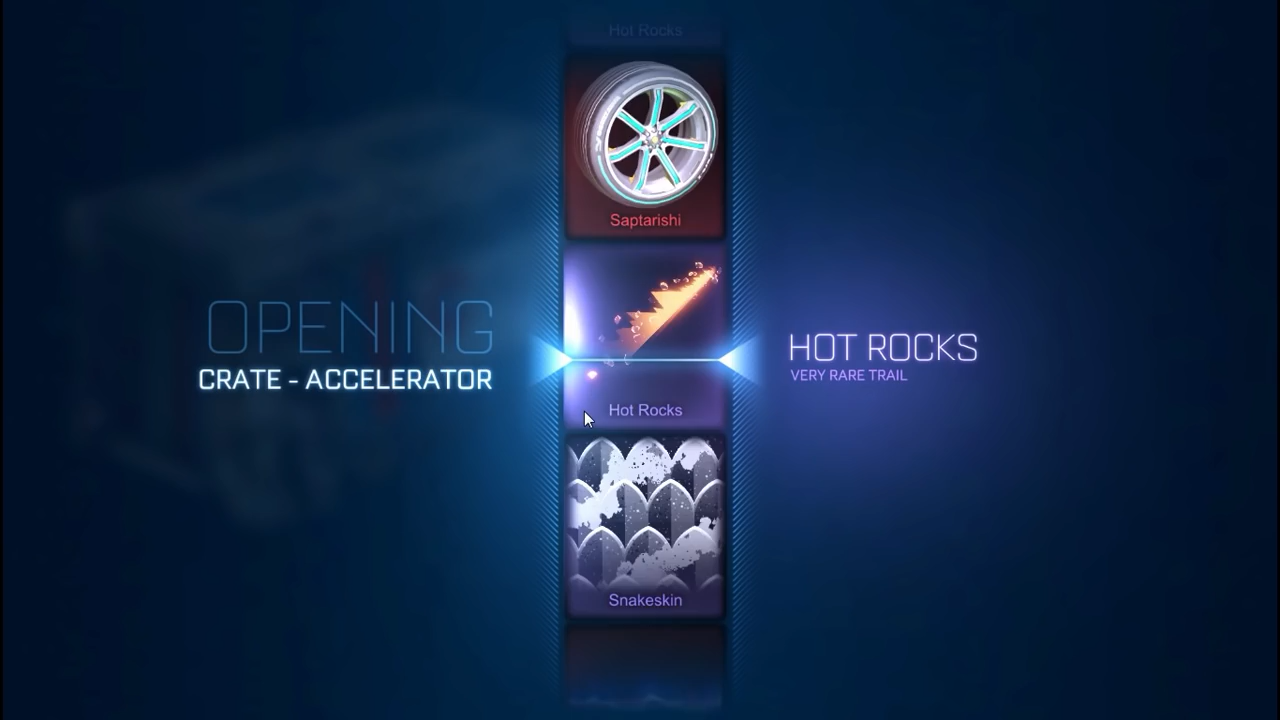 Hot Rocks
Saptarishi
OPENING
CRATE - ACCELERATOR
HOT ROCKS
VERY RARE TRAIL
Hot Rocks
Snakeskin